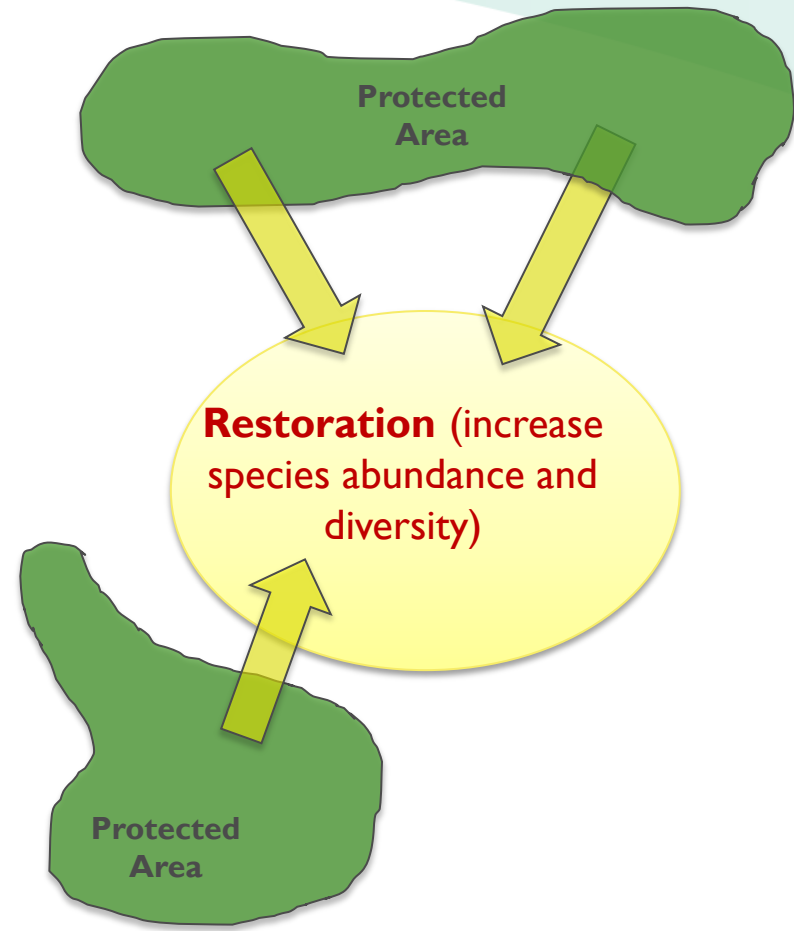 Protected
Area
Restoration (increase
species abundance and
diversity)
Protected
Area